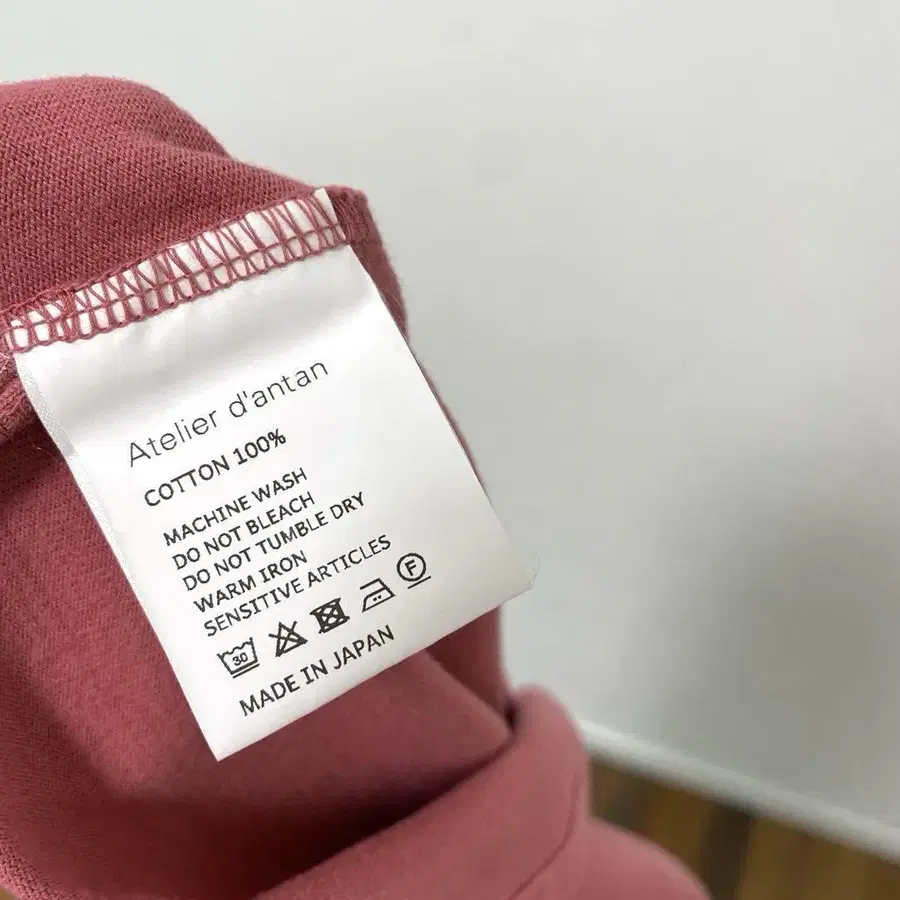 Atelier d'antan
COTTON 100%
MACHINE WASH
DO NOT BLEACH
DO NOT TUMBLE DRY
WARM IRON
SENSITIVE ARTICLES
30 F
MADE IN JAPAN